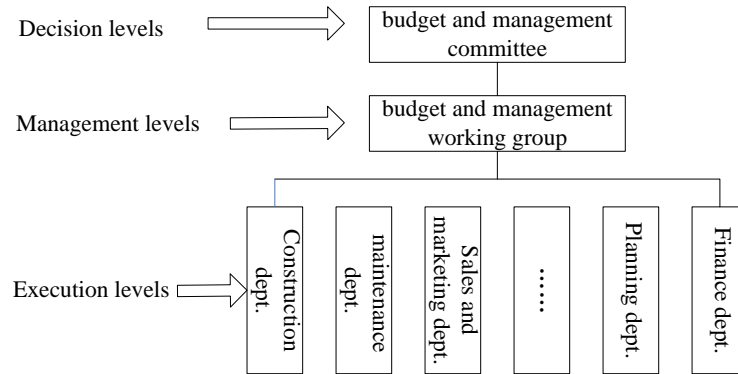 Decision levels
budget and management
committee
Management levels
budget and management
working group
Execution levels
Construction
dept.
maintenance
dept.
Sales and
marketing dept.
……
Planning dept.
Finance dept.